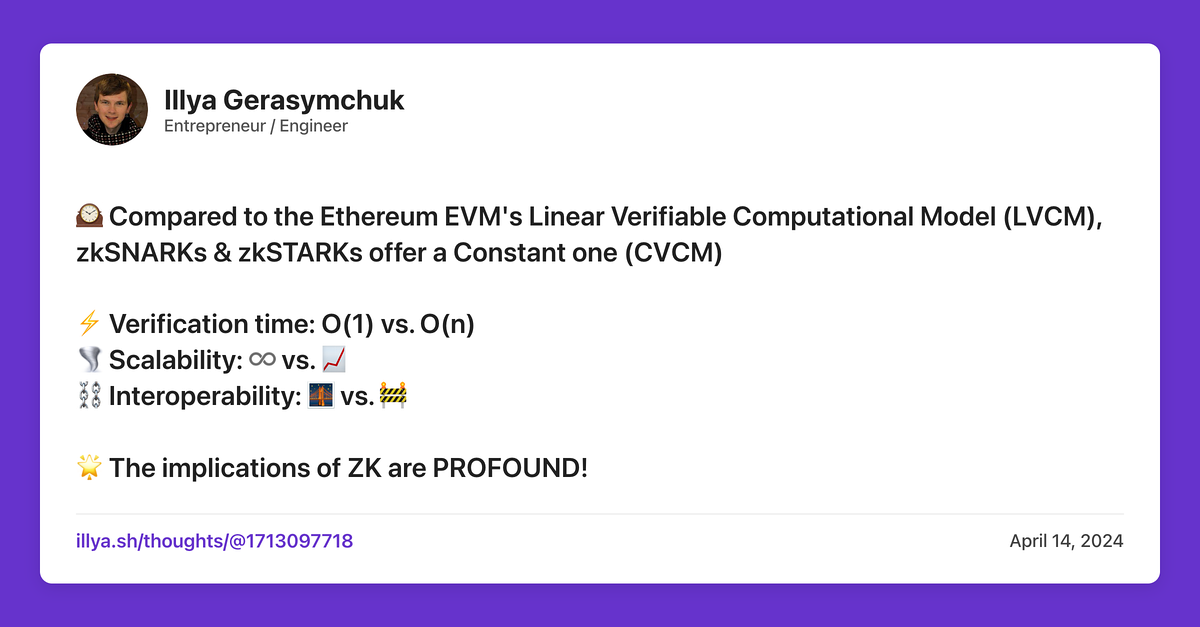 Illya Gerasymchuk
Entrepreneur / Engineer
🕰️ Compared to the Ethereum EVM's Linear Verifiable Computational Model (LVCM),
zkSNARKs & zkSTARKs offer a Constant one (CVCM)
⚡ Verification time: O(1) vs. O(n)
🌪️ Scalability: ♾ vs. 📈
⛓️ Interoperability: 🌉 vs. 🚧
🌟 The implications of ZK are PROFOUND!
illya.sh/thoughts/@1713097718
April 14, 2024